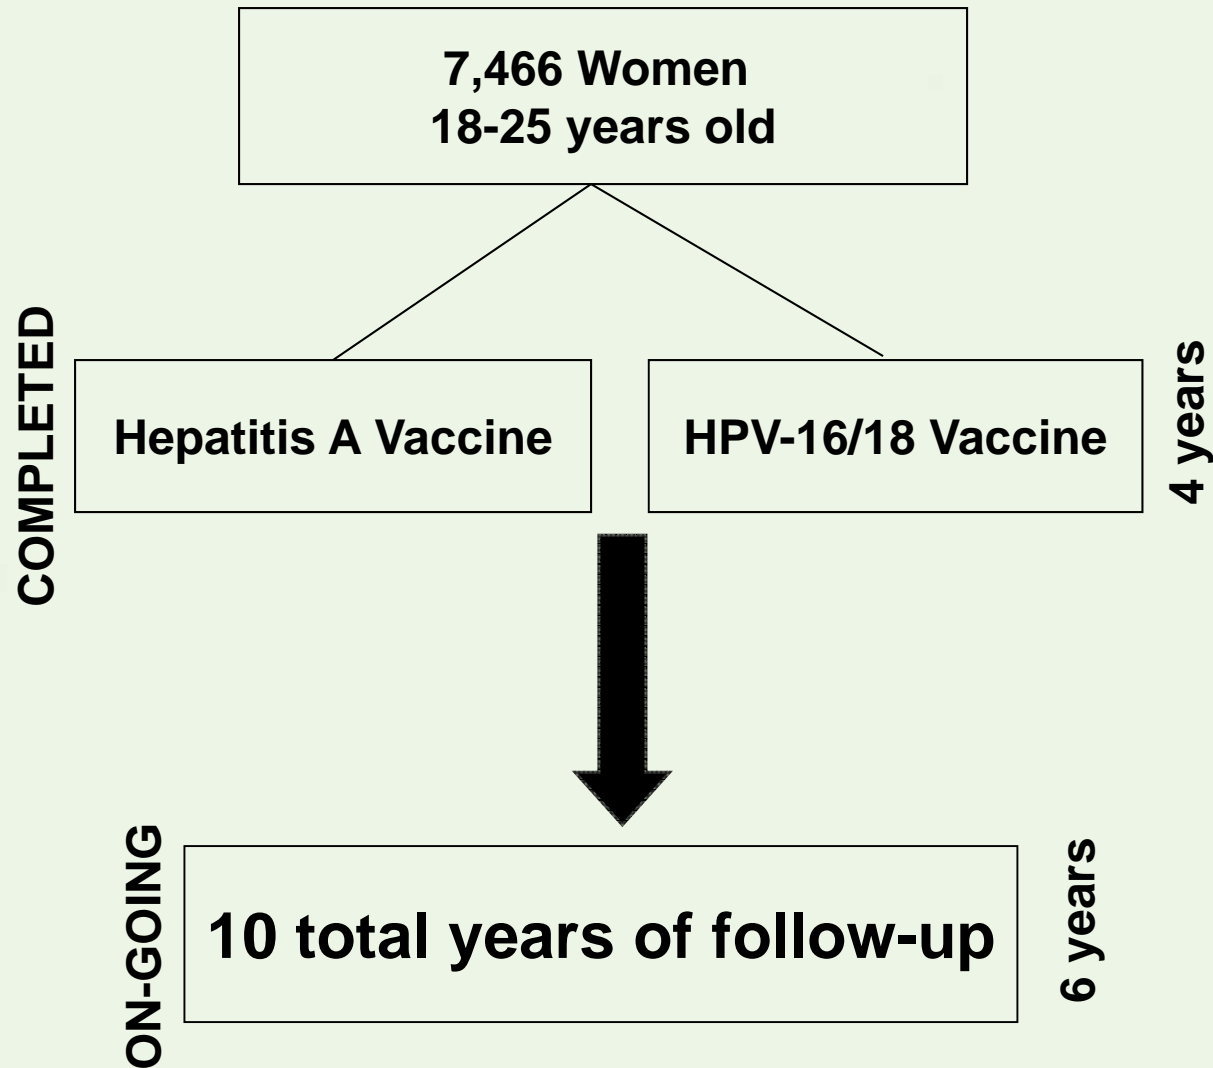 7,466 Women
18-25 years old
COMPLETED
Hepatitis A Vaccine
HPV-16/18 Vaccine
4 years
ON-GOING
10 total years of follow-up
6 years